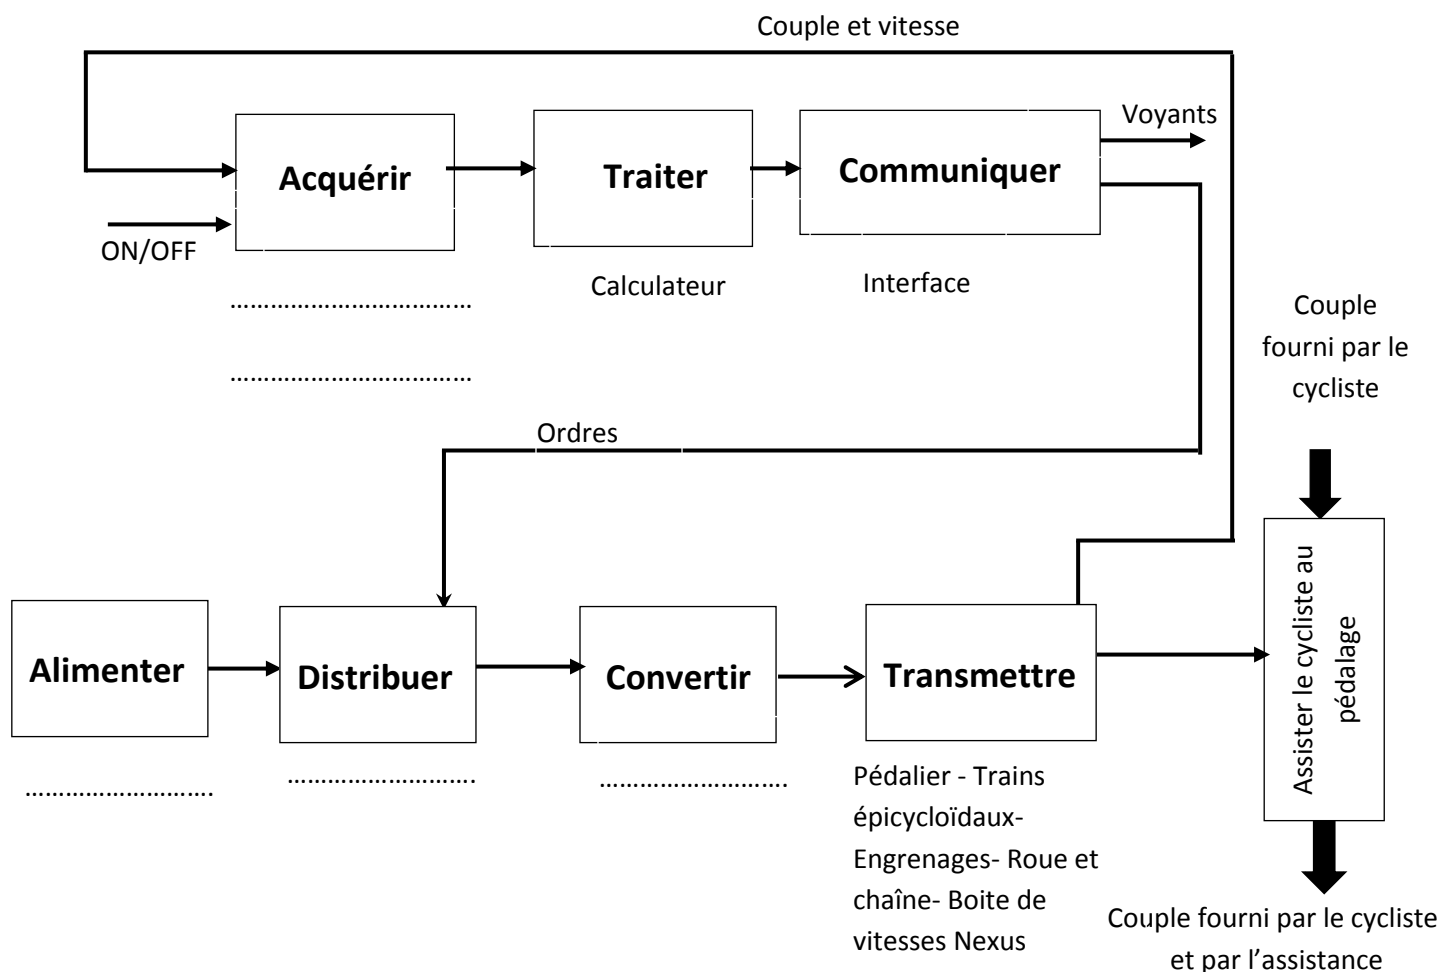 Couple et vitesse
Voyants
Acquérir
Traiter
Communiquer
ON/OFF
Calculateur
Interface
.......................................
.......................................
Couple
fourni par le
cycliste
Ordres
Alimenter
Distribuer
Convertir
Transmettre
Assister le cycliste au
pédalage
..............................
..............................
..............................
Pédalier - Trains
épicycloïdaux-
Engrenages- Roue et
chaîne- Boite de
vitesses Nexus
Couple fourni par le cycliste
et par l’assistance